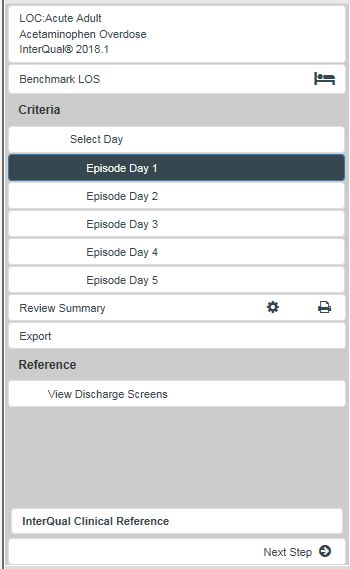 LOC:Acute Adult
Acetaminophen Overdose
InterQual® 2018.1
Benchmark LOS
Criteria
Select Day
Episode Day 1
Episode Day 2
Episode Day 3
Episode Day 4
Episode Day 5
Review Summary
Export
Reference
View Discharge Screens
InterQual Clinical Reference
Next Step